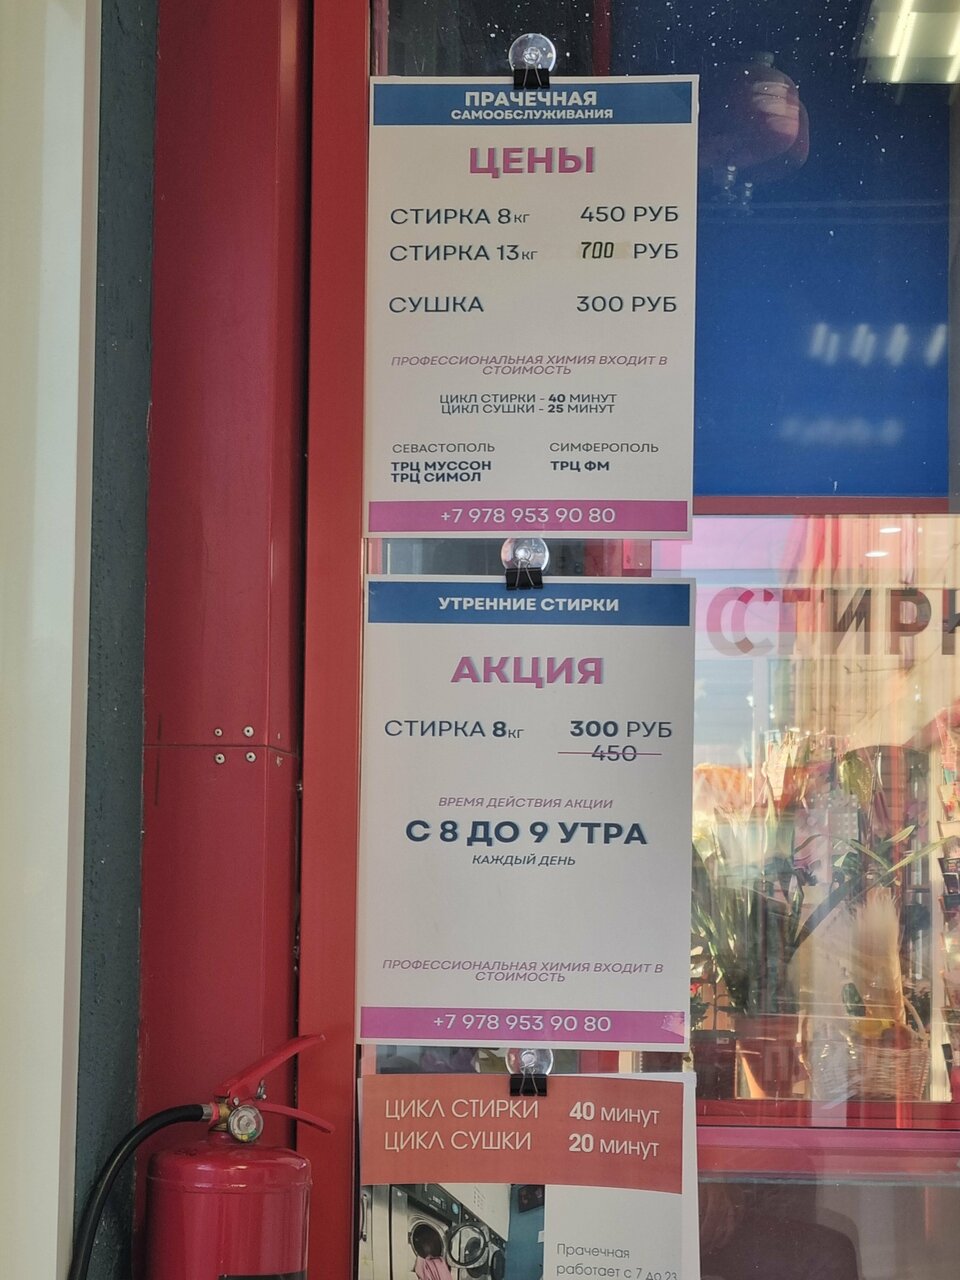 ПРАЧЕЧНАЯ
САМООБСЛУЖИВАНИЯ
ЦЕНЫ
СТИРКА 8КГ 450 РУБ
СТИРКА 13КГ 700 РУБ
СУШКА 300 РУБ
ПРОФЕССИОНАЛЬНАЯ ХИМИЯ ВХОДИТ В
СТОИМОСТЬ
ЦИКЛ СТИРКИ - 40 МИНУТ
ЦИКЛ СУШКИ - 25 МИНУТ
СЕВАСТОПОЛЬ СИМФЕРОПОЛЬ
ТРЦ МУССОН ТРЦ ФМ
ТРЦ СИМОЛ
+7 978 953 90 80
УТРЕННИЕ СТИРКИ
СТИРК
АКЦИЯ
СТИРКА 8КГ 300 РУБ
450
ВРЕМЯ ДЕЙСТВИЯ АКЦИИ
С 8 ДО 9 УТРА
КАЖДЫЙ ДЕНЬ
ПРОФЕССИОНАЛЬНАЯ ХИМИЯ ВХОДИТ В
СТОИМОСТЬ
+7 978 953 90 80
ЦИКЛ СТИРКИ 40 МИНУТ
ЦИКЛ СУШКИ 20 МИНУТ
Прачечная
работает с 7 до 23